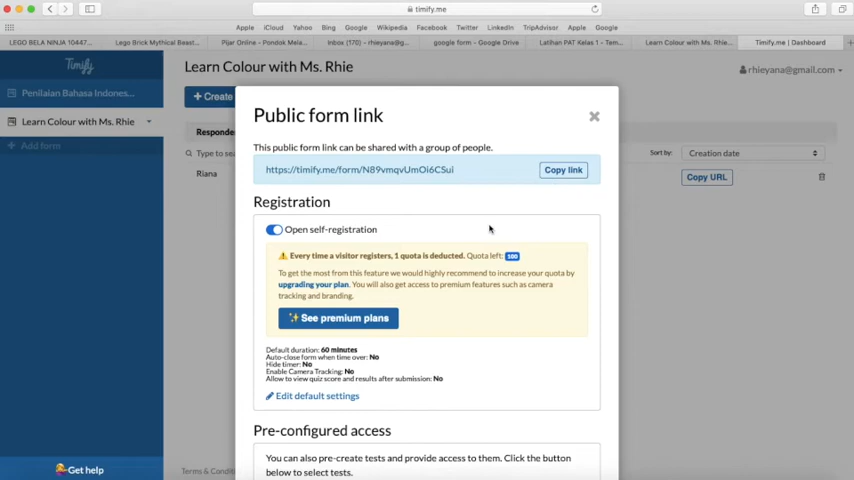 timify.me
Apple iCloud Yahoo Bing Google Wikipedia Facebook Twitter LinkedIn TripAdvisor Apple Google
LEGO BELA NINJA 10447... Lego Brick Mythical Beast... Pijar Online - Pondok Mela... Inbox (170) - rhieyana@g... google form - Google Drive Latihan PAT Kelas 1 - Tem... Learn Colour with Ms. Rhie... Timify.me | Dashboard
Timify
Learn Colour with Ms. Rhie
rhieyana@gmail.com
Penilaian Bahasa Indones...
Learn Colour with Ms. Rhie
Add form
+ Create
Responde
Type to sea
Sort by: Creation date
Riana
Copy URL
Public form link
This public form link can be shared with a group of people.
https://timify.me/form/N89vmqvUmOi6CSui Copy link
Registration
Open self-registration
Every time a visitor registers, 1 quota is deducted. Quota left: 100
To get the most from this feature we would highly recommend to increase your quota by
upgrading your plan. You will also get access to premium features such as camera
tracking and branding.
See premium plans
Default duration: 60 minutes
Auto-close form when time over: No
Hide timer: No
Enable Camera Tracking: No
Allow to view quiz score and results after submission: No
Edit default settings
Pre-configured access
You can also pre-create tests and provide access to them. Click the button
below to select tests.
Get help
Terms & Conditi